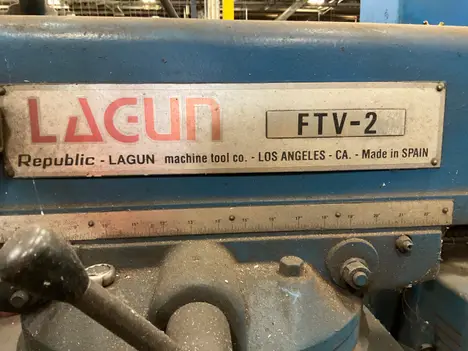 LAGUN FTV-2
Republic - LAGUN machine tool co. - LOS ANGELES - CA. - Made in SPAIN